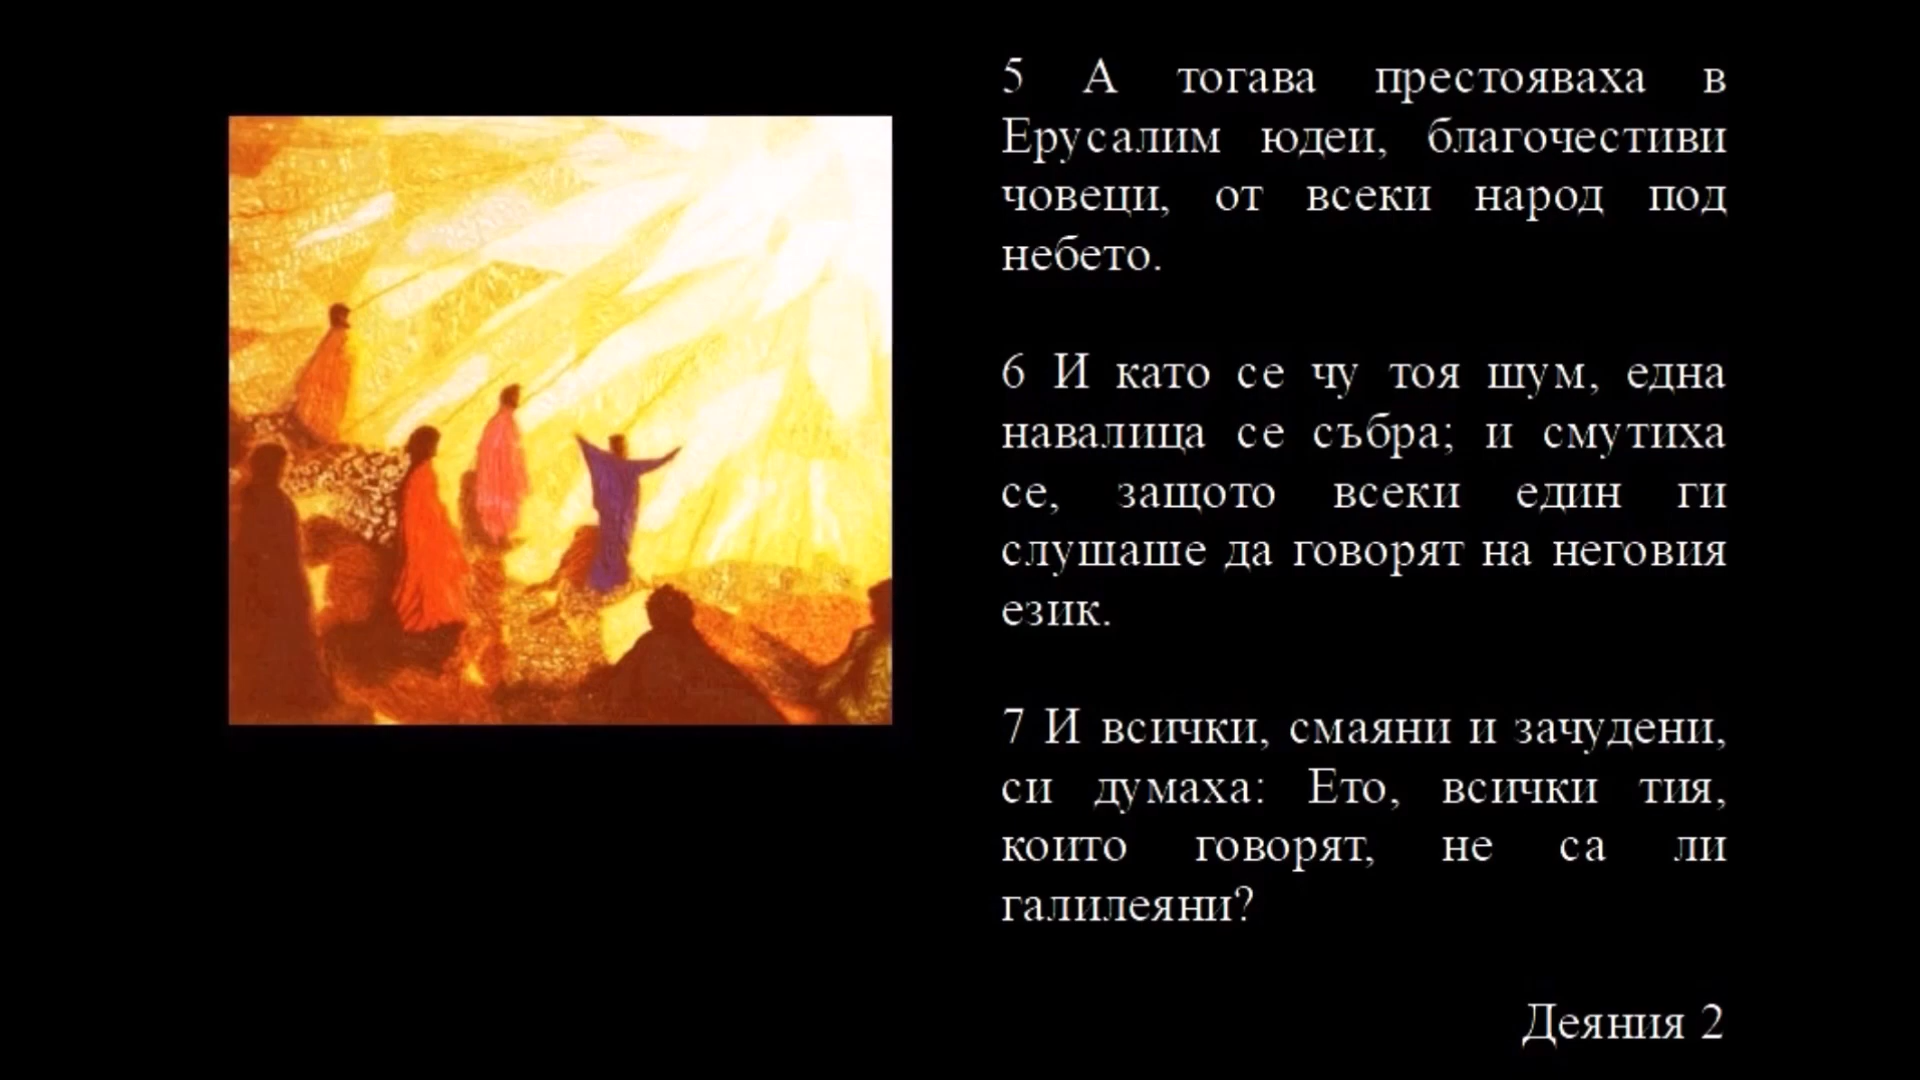 5 А тогава престояваха в
Ерусалим юдеи, благочестиви
човеци, от всеки народ под
небето.
6 И като се чу тоя шум, една
навалица се събра; и смутиха
се, защото всеки един ги
слушаше да говорят на неговия
език.
7 И всички, смаяни и зачудени,
си думаха: Ето, всички тия,
които говорят, не са ли
галилеяни?
Деяния 2